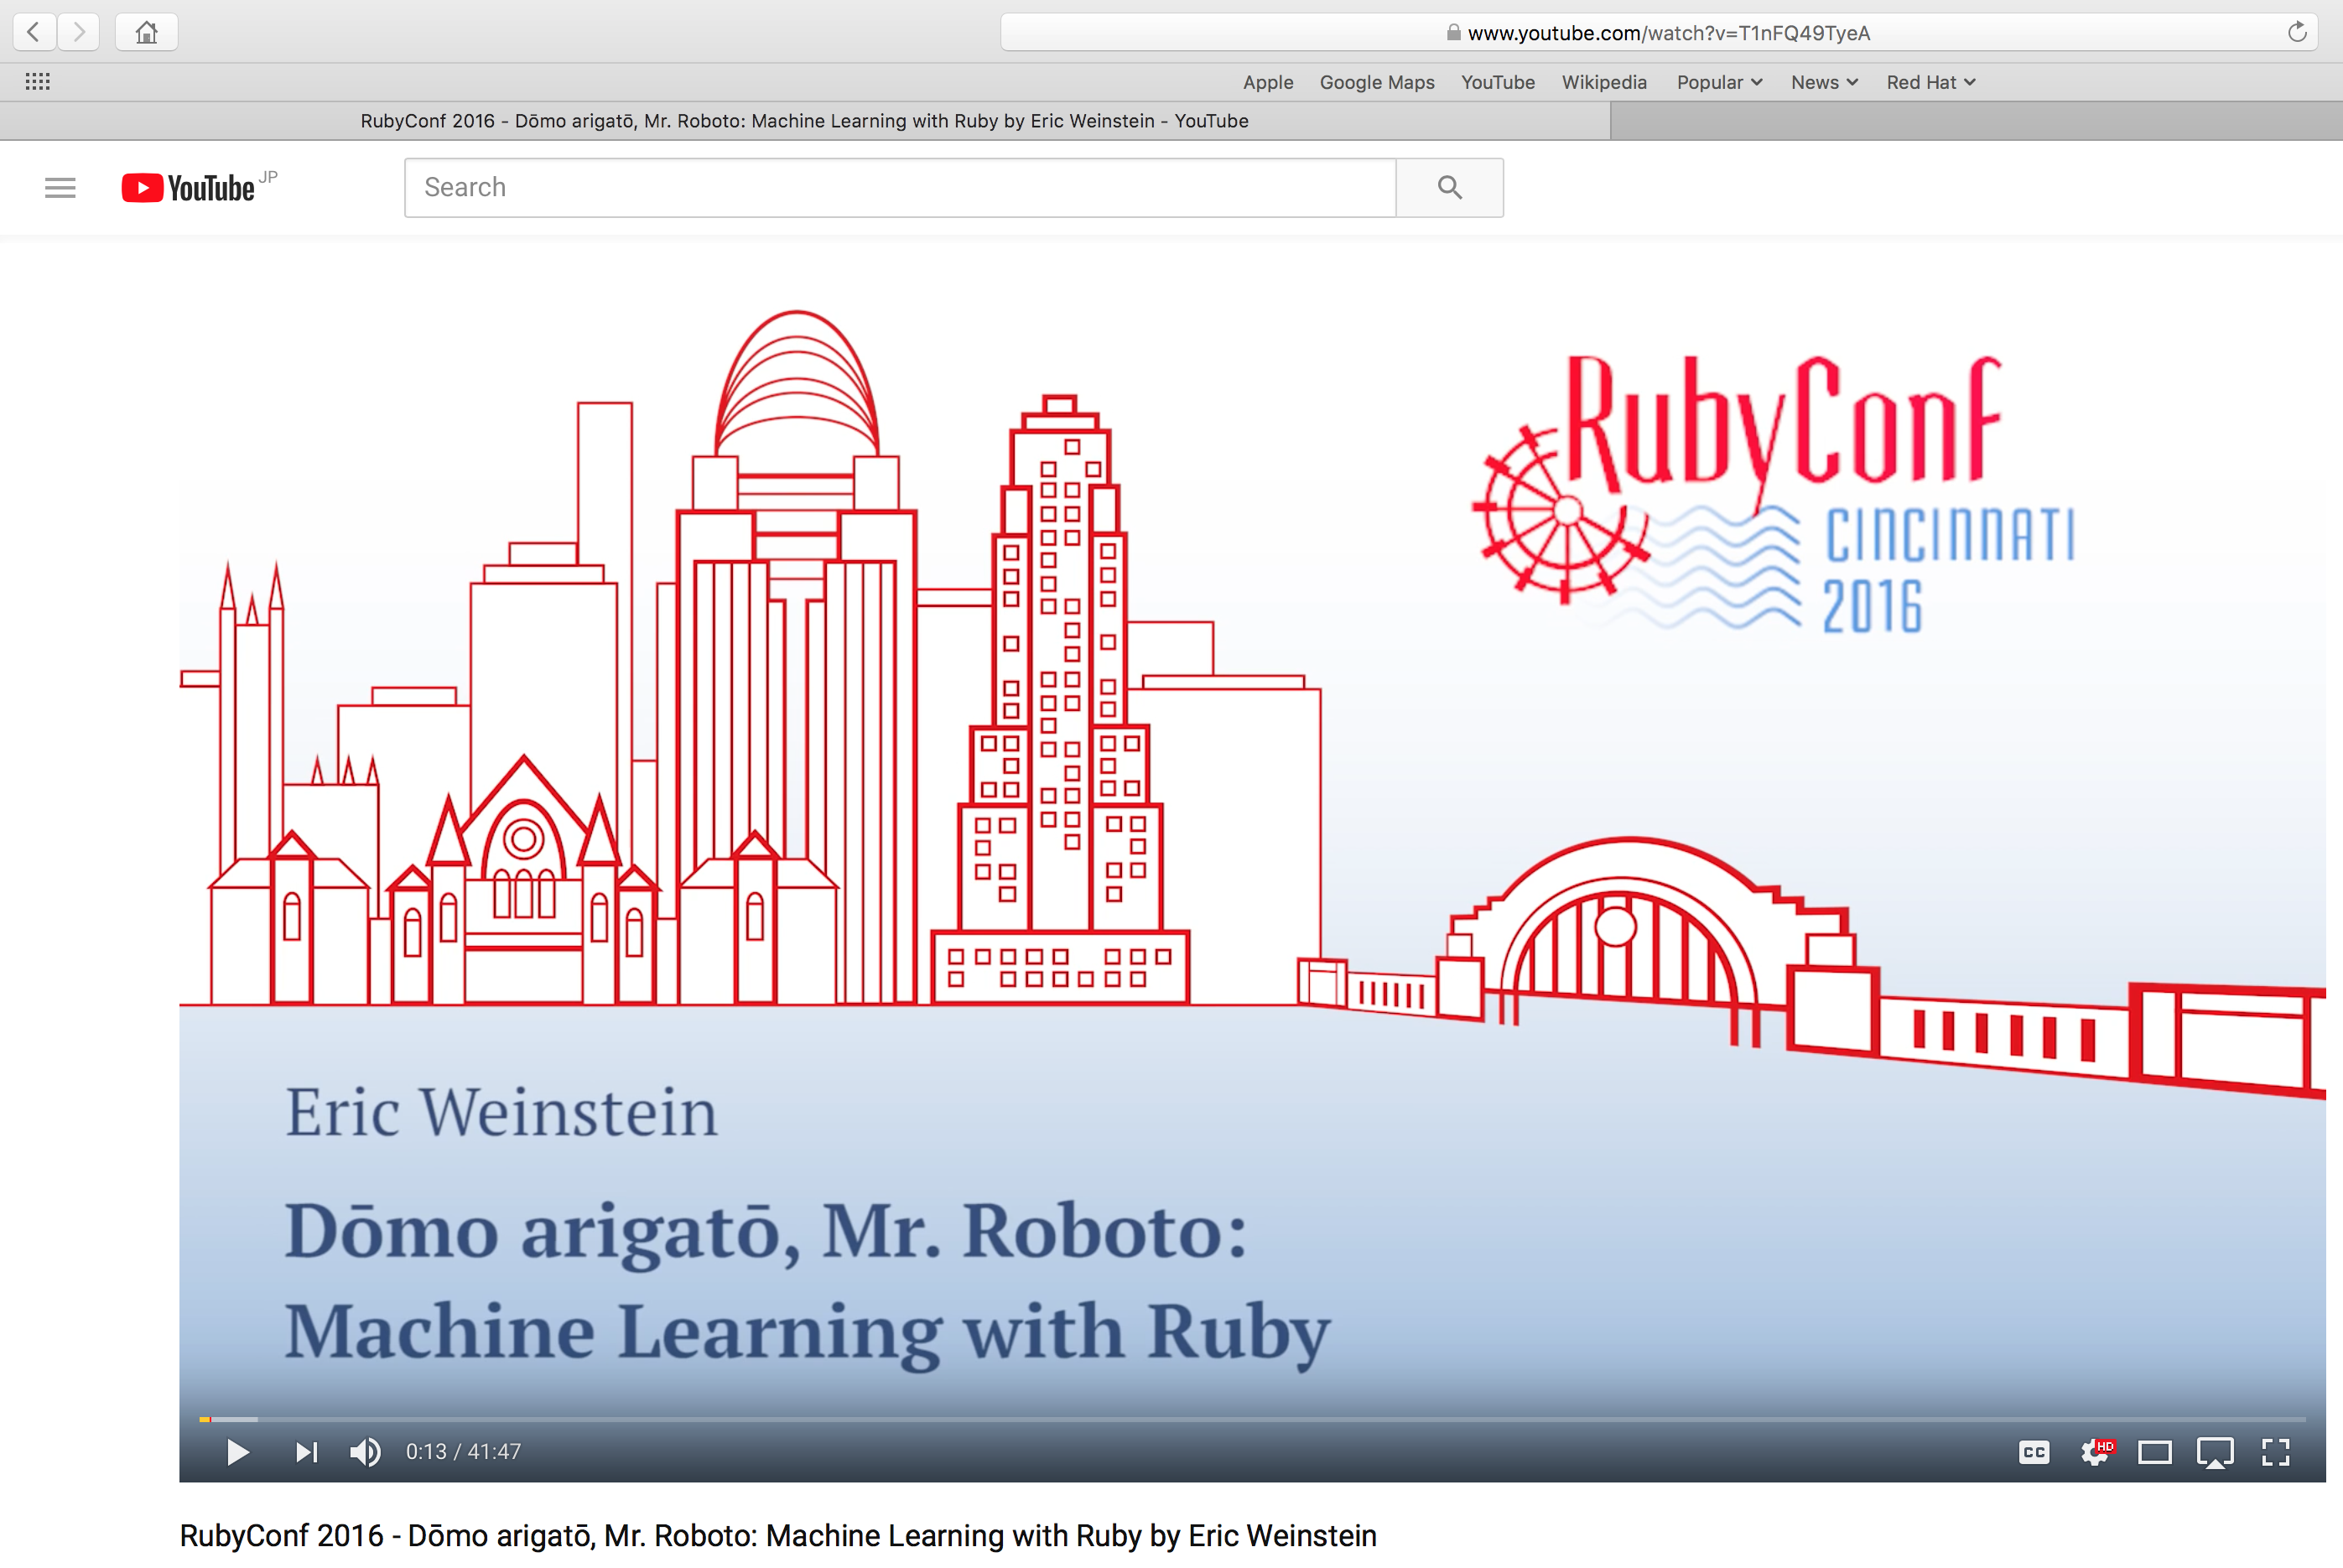 www.youtube.com/watch?v=T1nFQ49TyeA
Apple Google Maps YouTube Wikipedia Popular News Red Hat
RubyConf 2016 - Dōmo arigatō, Mr. Roboto: Machine Learning with Ruby by Eric Weinstein - YouTube
YouTube JP
Search
RubyConf
CINCINNATI
2016
Eric Weinstein
Dōmo arigatō, Mr. Roboto:
Machine Learning with Ruby
0:13 / 41:47
CC
HD
RubyConf 2016 - Dōmo arigatō, Mr. Roboto: Machine Learning with Ruby by Eric Weinstein